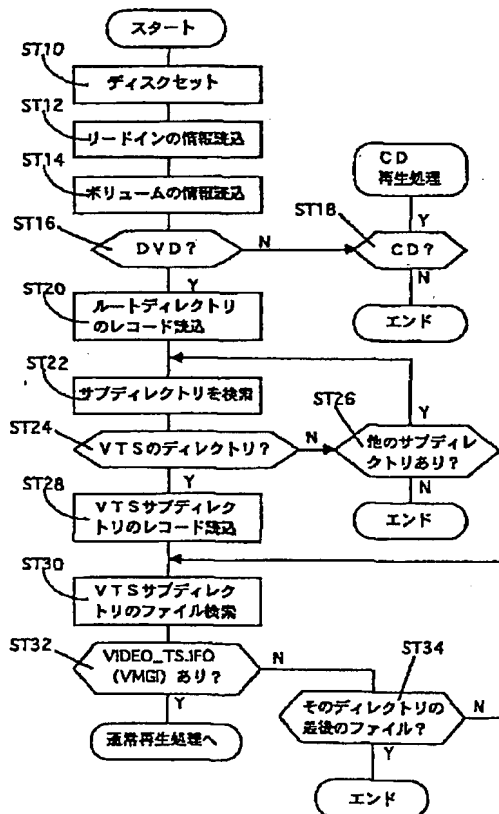 スタート
ST10
ディスクセット
ST12
リードインの情報読込
ST14
ボリュームの情報読込
ST16
DVD?
N
Y
ST18
CD
再生処理
Y
CD?
N
エンド
ST20
ルートディレクトリ
のレコード読込
ST22
サブディレクトリを検索
ST24
VTSのディレクトリ?
N
Y
ST26
Y
他のサブディレ
クトリあり?
N
エンド
ST28
VTSサブディレク
トリのレコード読込
ST30
VTSサブディレク
トリのファイル検索
ST32
VIDEO_TS.IFO
(VMGI)あり?
N
Y
通常再生処理へ
ST34
そのディレクトリの
最後のファイル?
N
Y
エンド